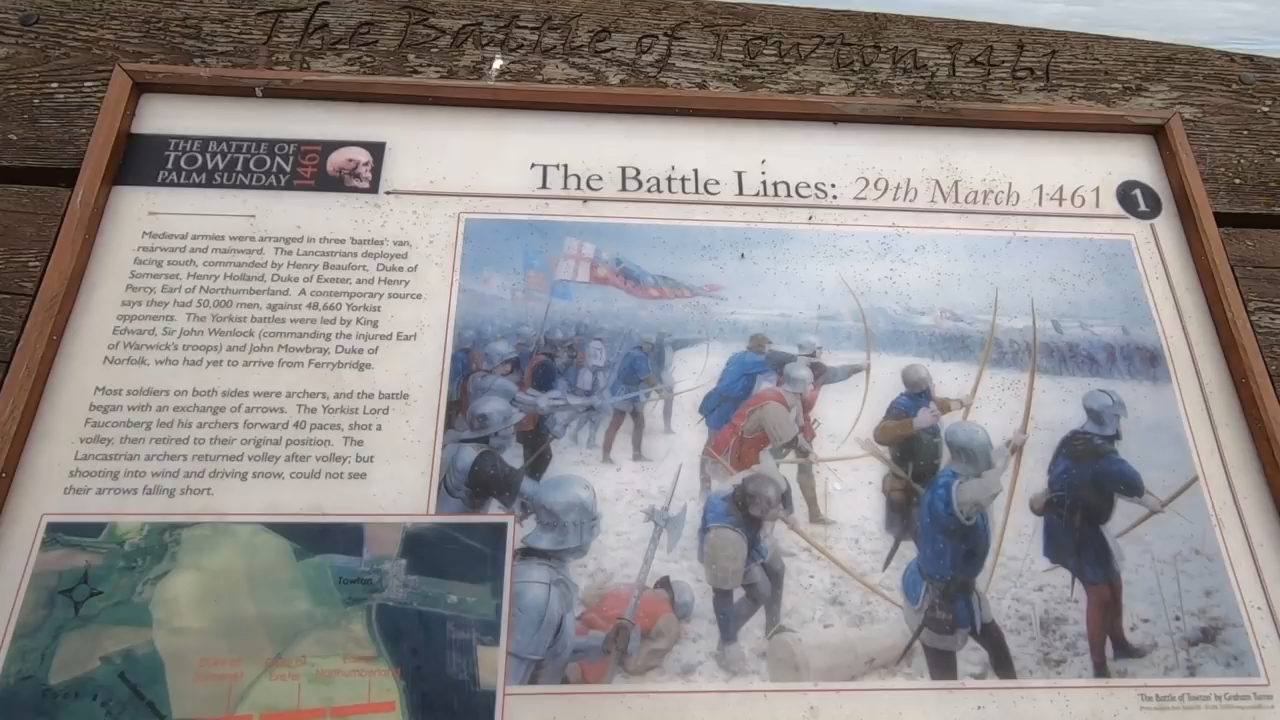 The Battle of Towton 1461
THE BATTLE OF
TOWTON
PALM SUNDAY
1461
The Battle Lines: 29th March 1461
1
Medieval armies were arranged in three 'battles': van,
rearward and mainward. The Lancastrians deployed
facing south, commanded by Henry Beaufort, Duke of
Somerset, Henry Holland, Duke of Exeter, and Henry
Percy, Earl of Northumberland. A contemporary source
says they had 50,000 men, against 48,660 Yorkist
opponents. The Yorkist battles were led by King
Edward, Sir John Wenlock (commanding the injured Earl
of Warwick's troops) and John Mowbray, Duke of
Norfolk, who had yet to arrive from Ferrybridge.
Most soldiers on both sides were archers, and the battle
began with an exchange of arrows. The Yorkist Lord
Fauconberg led his archers forward 40 paces, shot a
volley, then retired to their original position. The
Lancastrian archers returned volley after volley; but
shooting into wind and driving snow, could not see
their arrows falling short.
Towton
Duke of
Somerset
Duke of
Exeter
Earl of
Northumberland
'The Battle of Towton' by Graham Turner